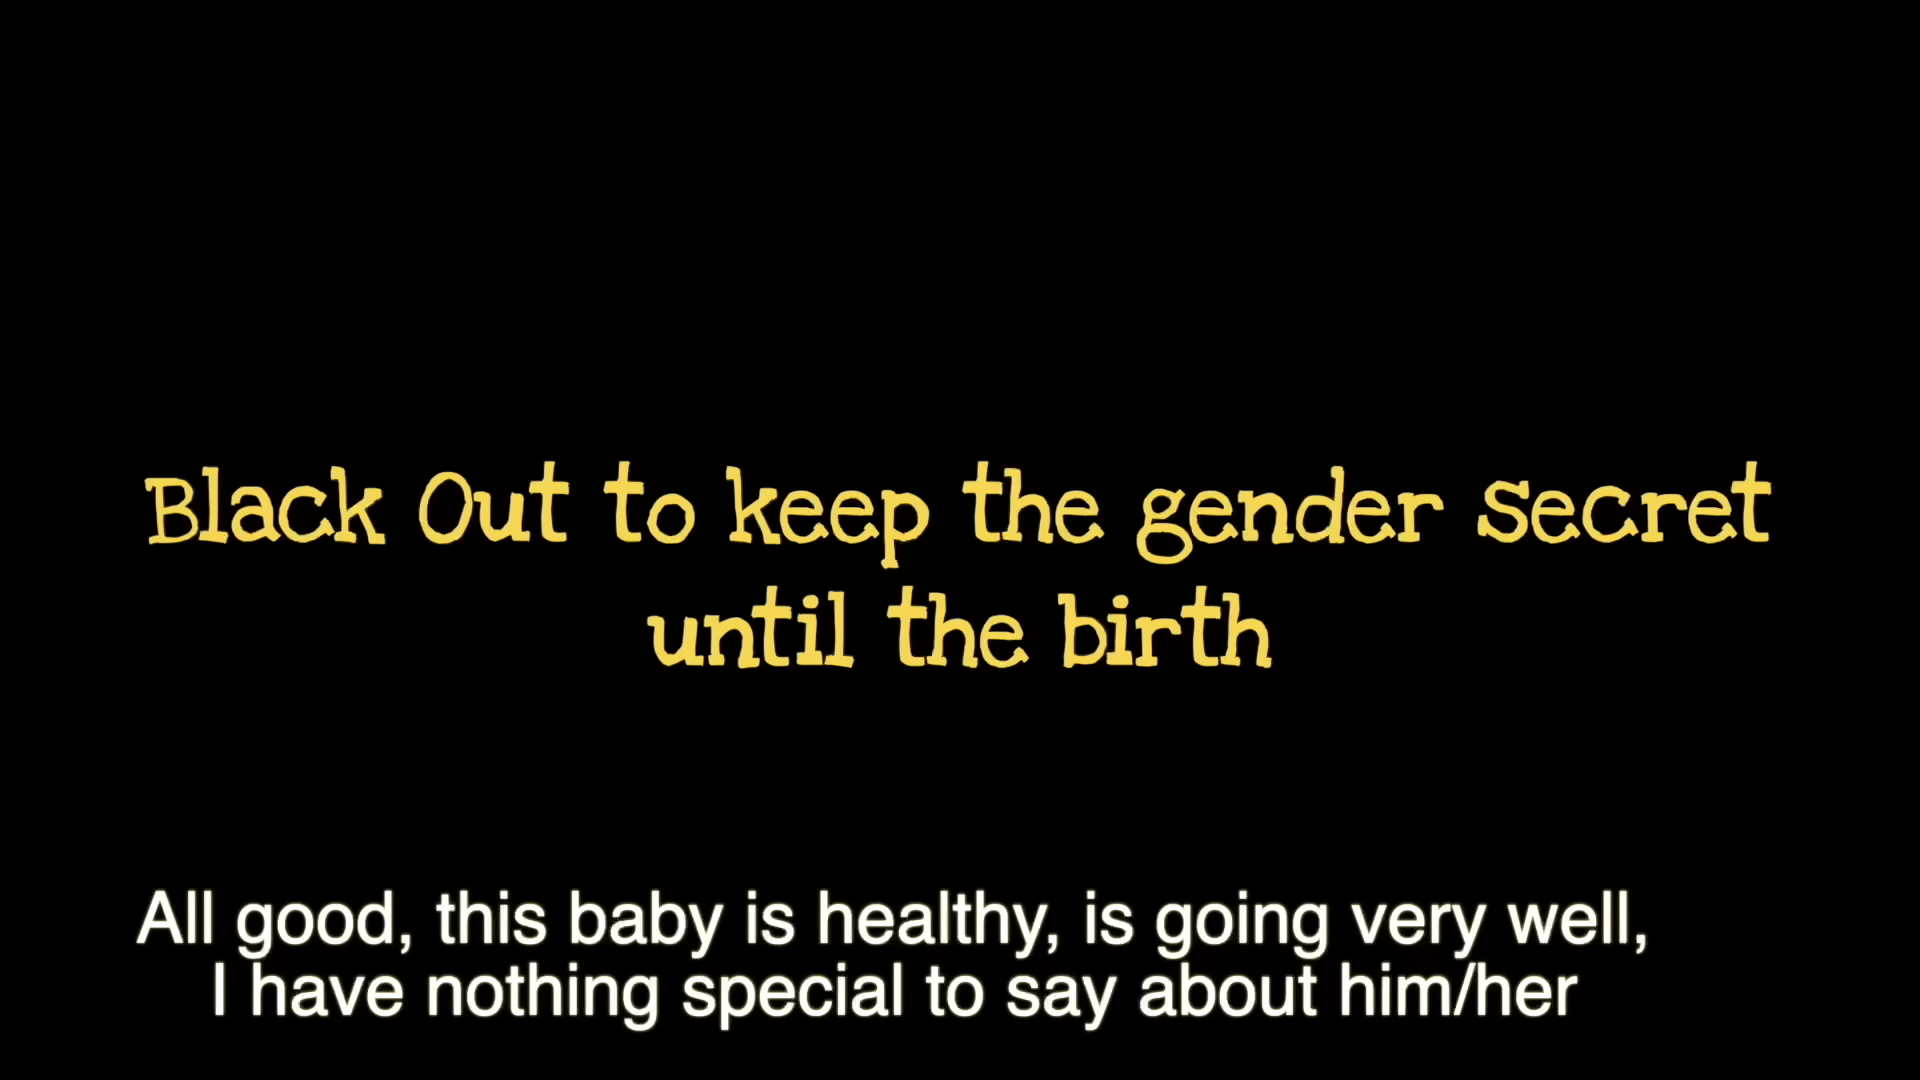 Black Out to keep the gender secret
until the birth
All good, this baby is healthy, is going very well,
I have nothing special to say about him/her